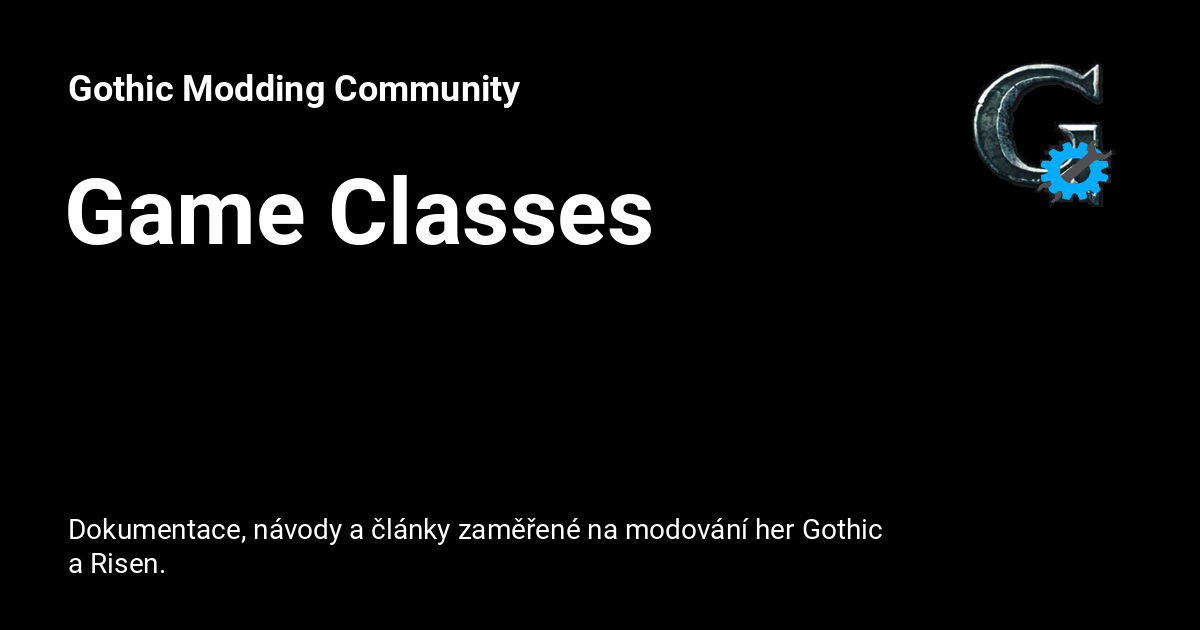 Gothic Modding Community
Game Classes
Dokumentace, návody a články zaměřené na modování her Gothic
a Risen.